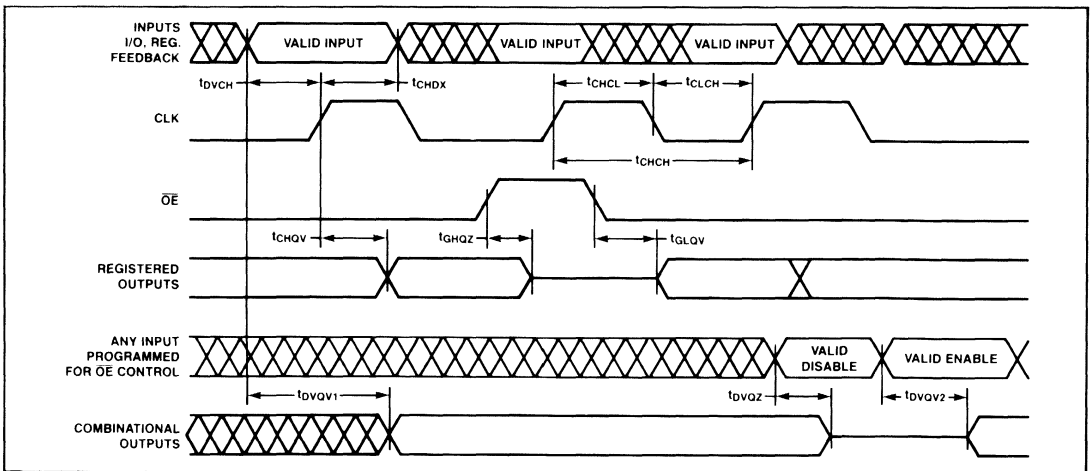 INPUTS
I/O, REG.
FEEDBACK
VALID INPUT
VALID INPUT
VALID INPUT
tDVCH
tCHDX
tCHCL
tCLCH
CLK
tCHCH
OE
tCHQV
tGHQZ
tGLQV
REGISTERED
OUTPUTS
ANY INPUT
PROGRAMMED
FOR OE CONTROL
VALID
DISABLE
VALID ENABLE
tDVQV1
tDVQZ
tDVQV2
COMBINATIONAL
OUTPUTS